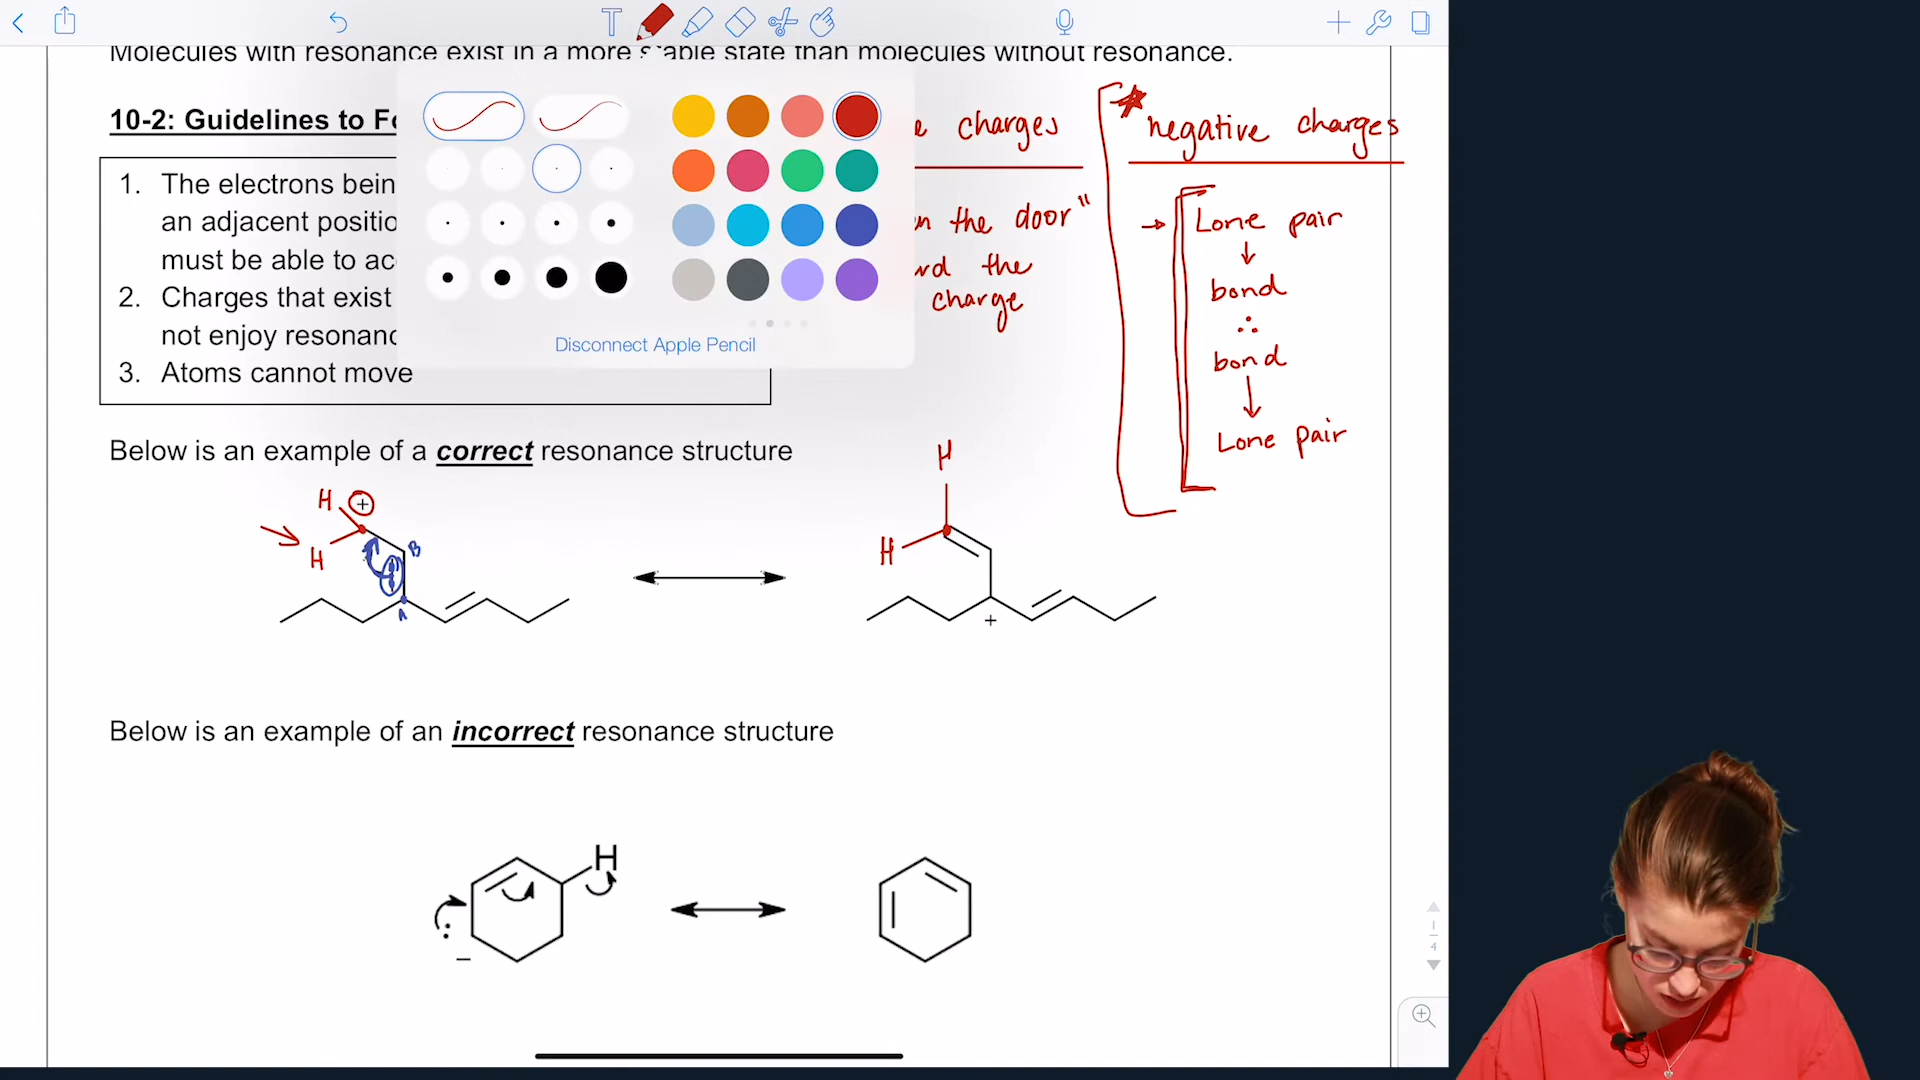 Molecules with resonance exist in a more stable state than molecules without resonance.
10-2: Guidelines to Fo
1. The electrons bein
an adjacent positio
must be able to ac
2. Charges that exist
not enjoy resonanc
3. Atoms cannot move
Disconnect Apple Pencil
charges
the door"
the
charge
negative charges
Lone pair
bond
∴
bond
Lone pair
Below is an example of a correct resonance structure
H +
H
B
A
H
H
+
Below is an example of an incorrect resonance structure
H
:
−
1
4